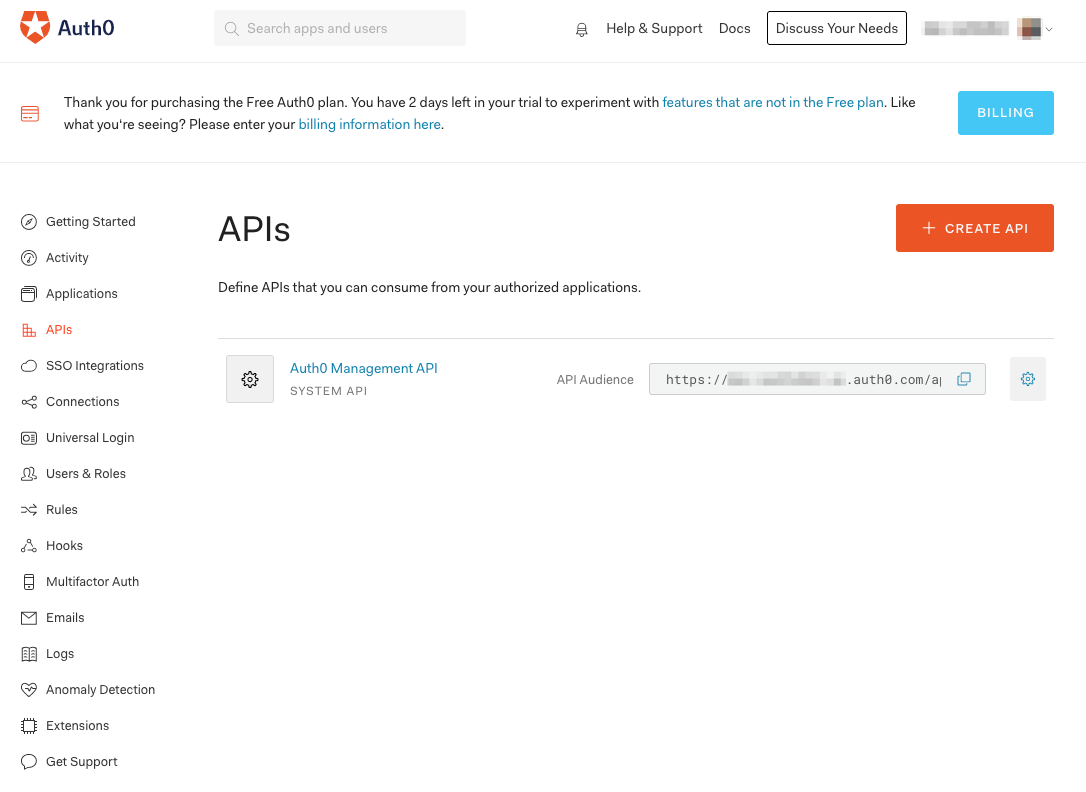 Auth0
Search apps and users
Help & Support
Docs
Discuss Your Needs
Thank you for purchasing the Free Auth0 plan. You have 2 days left in your trial to experiment with features that are not in the Free plan. Like
what you‘re seeing? Please enter your billing information here.
BILLING
Getting Started
Activity
Applications
APIs
SSO Integrations
Connections
Universal Login
Users & Roles
Rules
Hooks
Multifactor Auth
Emails
Logs
Anomaly Detection
Extensions
Get Support
APIs
+ CREATE API
Define APIs that you can consume from your authorized applications.
Auth0 Management API
SYSTEM API
API Audience
https:// .auth0.com/a